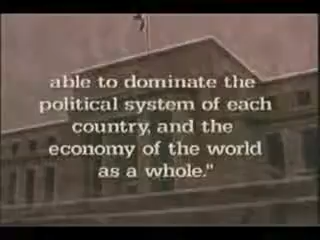 able to dominate the
political system of each
country, and the
economy of the world
as a whole."